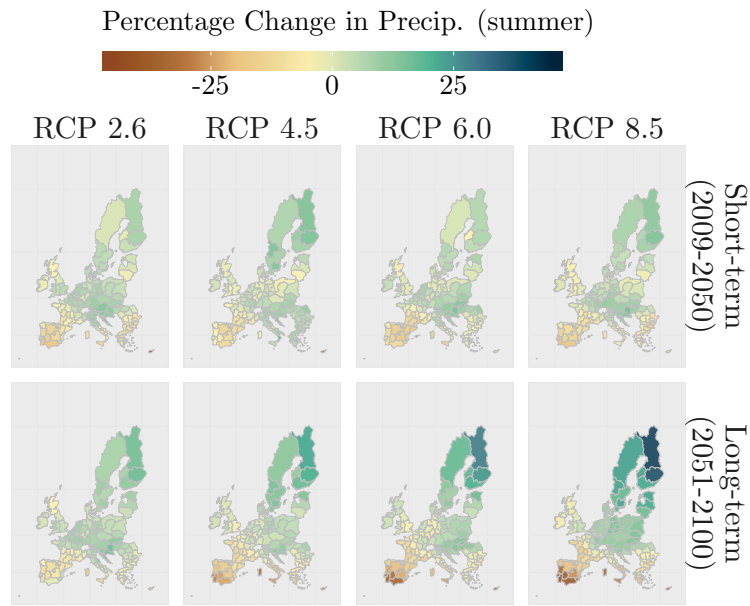 Percentage Change in Precip. (summer)
-25 0 25
RCP 2.6 RCP 4.5 RCP 6.0 RCP 8.5
Short-term
(2009-2050)
Long-term
(2051-2100)